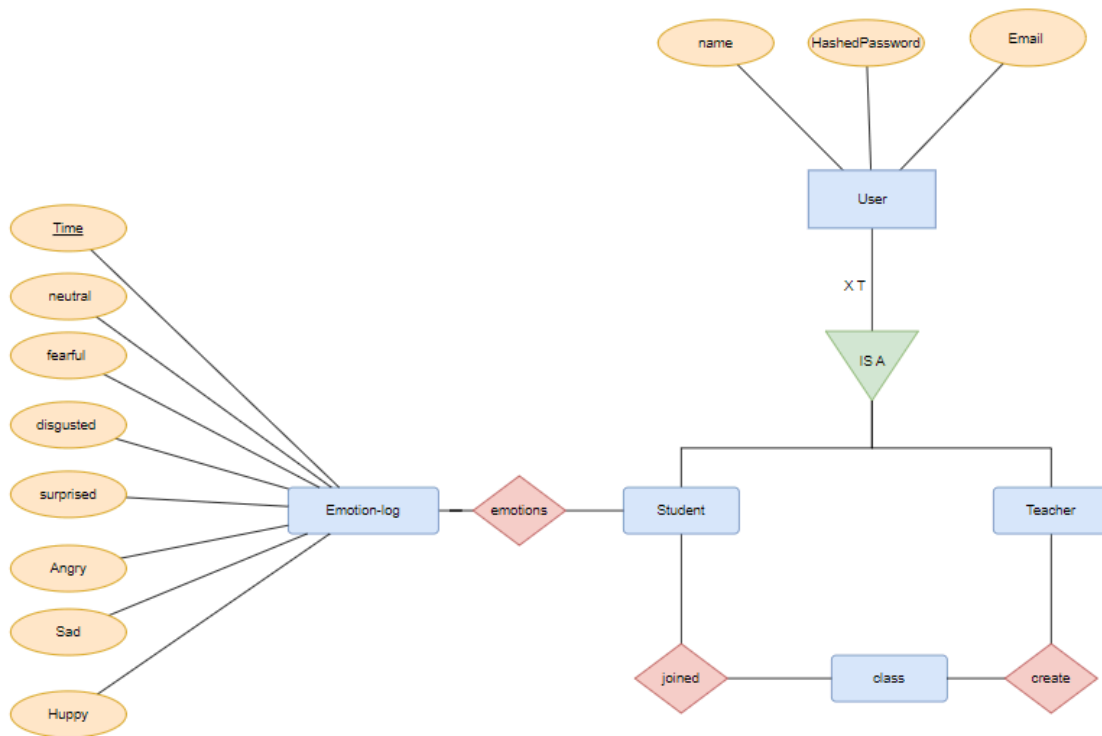 name
HashedPassword
Email
User
Time
X T
neutral
fearful
IS A
disgusted
surprised
Emotion-log
emotions
Student
Teacher
Angry
Sad
joined
class
create
Huppy